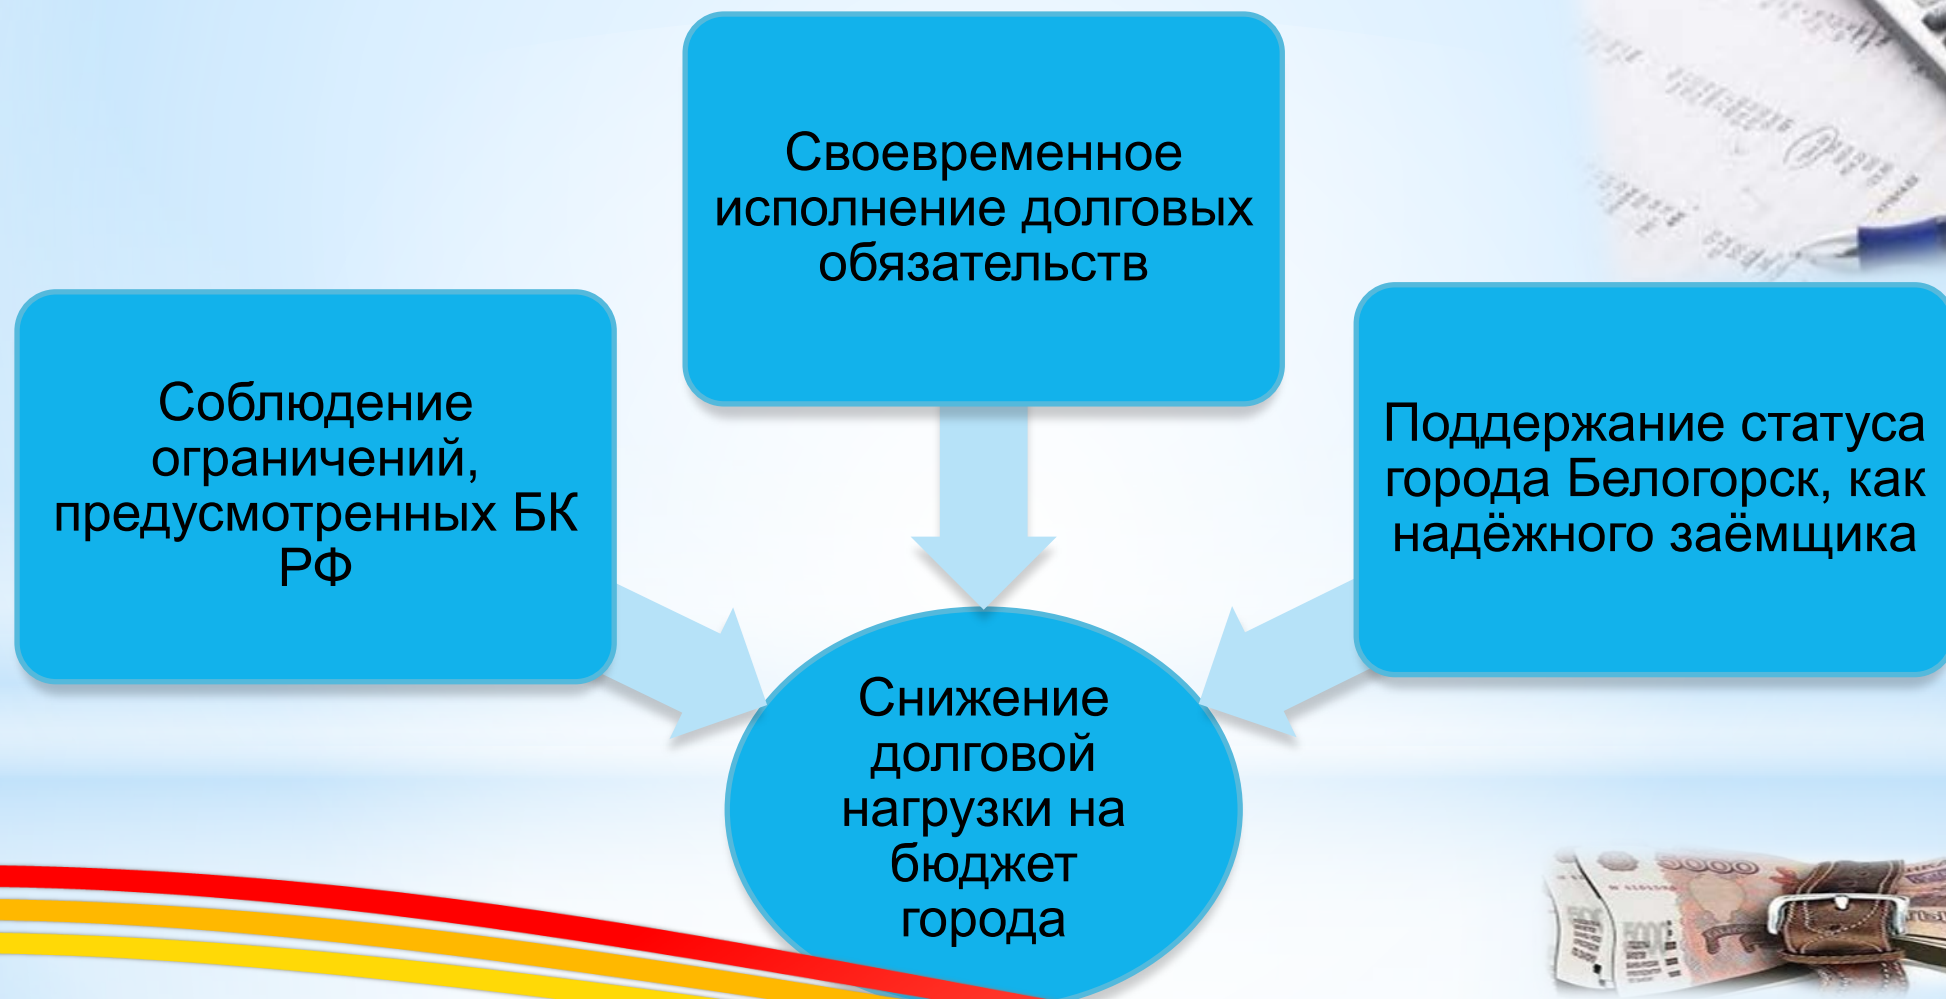 Своевременное
исполнение долговых
обязательств
Соблюдение
ограничений,
предусмотренных БК
РФ
Поддержание статуса
города Белогорск, как
надёжного заёмщика
Снижение
долговой
нагрузки на
бюджет
города
5000